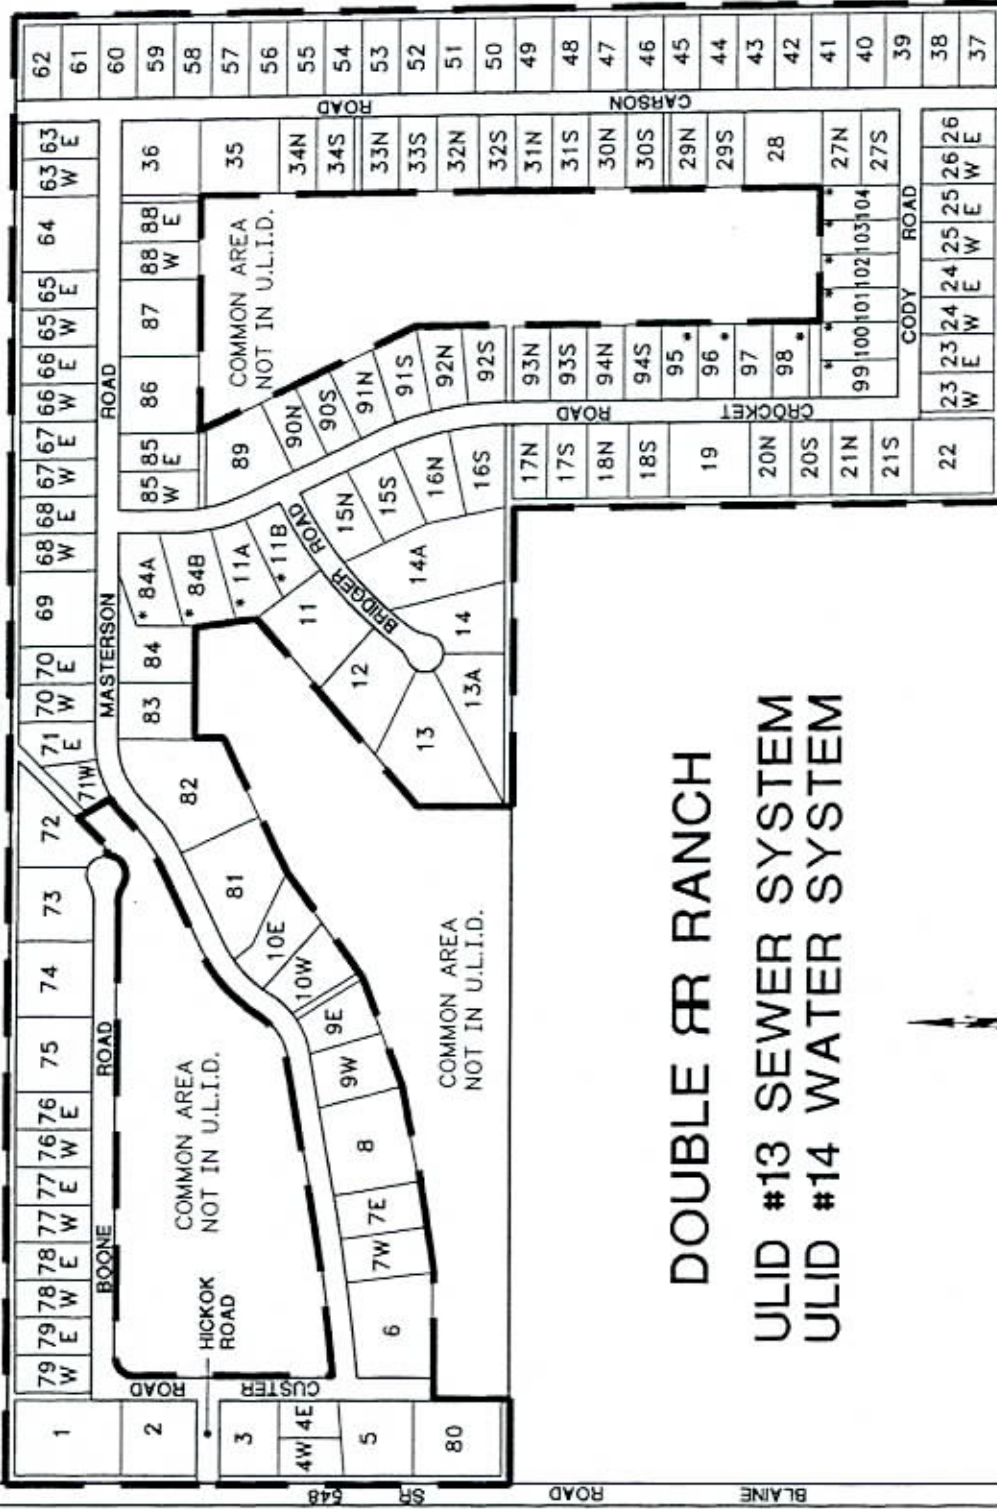 1
79 W
79 E
78 W
78 E
77 W
77 E
76 W
76 E
75
74
73
72
71W
71 E
70 W
70 E
69
68 W
68 E
67 W
67 E
66 W
66 E
65 W
65 E
64
63 W
63 E
62
61
60
59
58
57
56
55
54
53
52
51
50
49
48
47
46
45
44
43
42
41
40
39
38
37
BOONE
ROAD
MASTERSON
ROAD
CARSON
ROAD
2
HICKOK
ROAD
3
4W
4E
5
80
CUSTER
ROAD
COMMON AREA
NOT IN U.L.I.D.
6
7W
7E
8
9W
9E
10W
10E
81
82
83
84
* 84A
* 84B
* 11A
* 11B
COMMON AREA
NOT IN U.L.I.D.
11
12
13
13A
14
14A
15N
15S
16N
16S
BRIDGER
ROAD
85 W
85 E
86
87
88 W
88 E
36
35
34N
34S
33N
33S
32N
32S
31N
31S
30N
30S
29N
29S
28
27N
27S
COMMON AREA
NOT IN U.L.I.D.
89
90N
90S
91N
91S
92N
92S
93N
93S
94N
94S
95 *
96 *
97
98 *
99 *
100 *
101 *
102 *
103 *
104 *
CROCKET
ROAD
CODY
ROAD
17N
17S
18N
18S
19
20N
20S
21N
21S
22
23 W
23 E
24 W
24 E
25 W
25 E
26 W
26 E
SR 548
BLAINE
ROAD
DOUBLE RR RANCH
ULID #13 SEWER SYSTEM
ULID #14 WATER SYSTEM